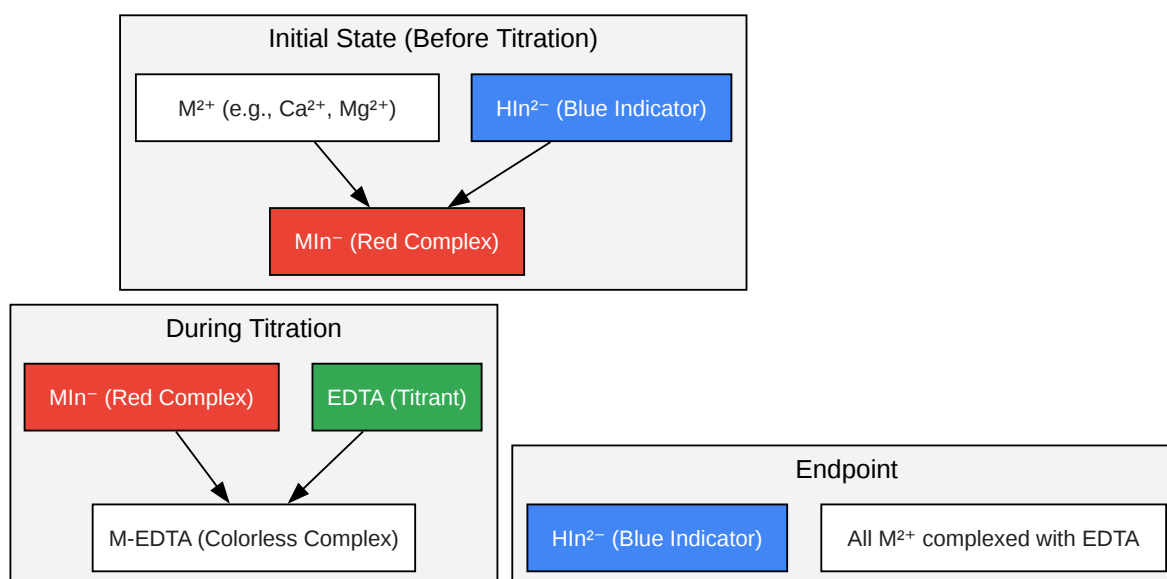 Initial State (Before Titration)
M²⁺ (e.g., Ca²⁺, Mg²⁺)
HIn²⁻ (Blue Indicator)
MIn⁻ (Red Complex)
During Titration
MIn⁻ (Red Complex)
EDTA (Titrant)
M-EDTA (Colorless Complex)
Endpoint
HIn²⁻ (Blue Indicator)
All M²⁺ complexed with EDTA